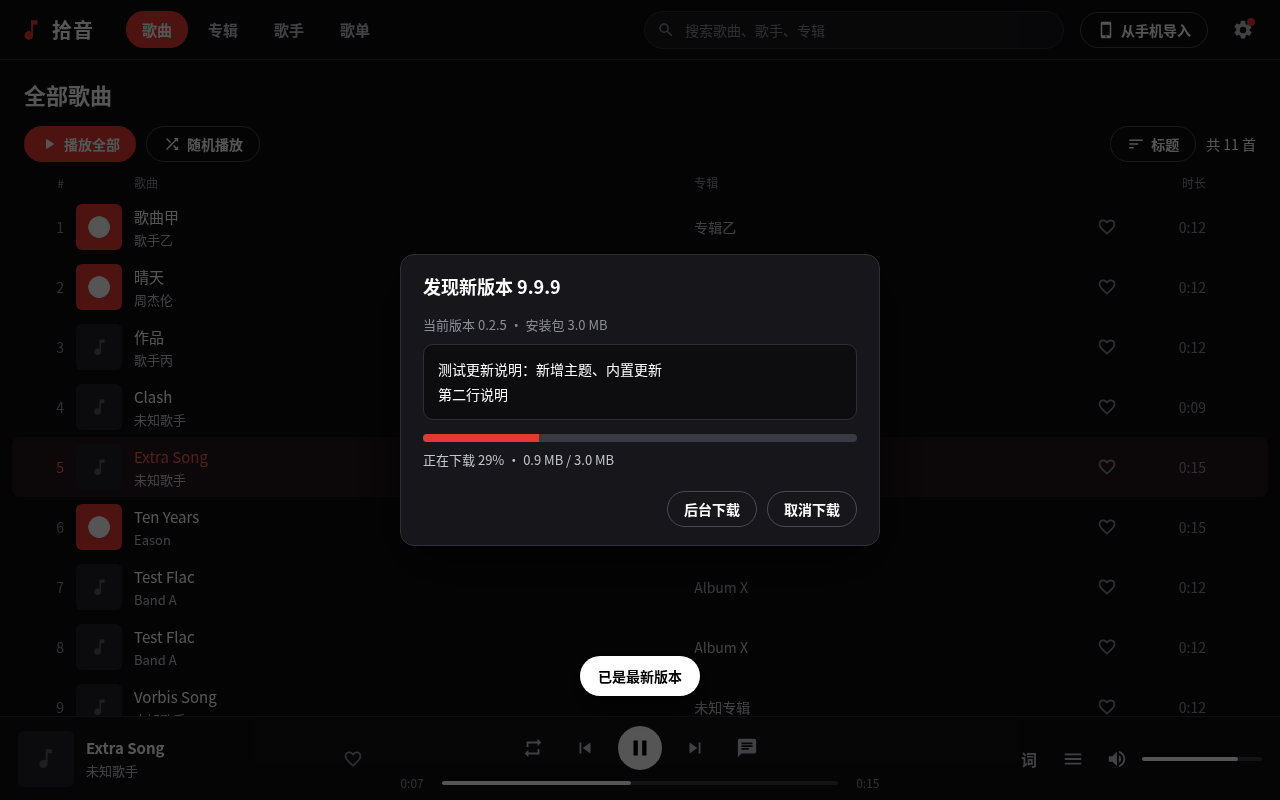 拾音
歌曲
专辑
歌手
歌单
搜索歌曲、歌手、专辑
从手机导入
全部歌曲
播放全部
随机播放
标题
共 11 首
# 歌曲 专辑 时长
1 歌曲甲 专辑乙 0:12
歌手乙
2 晴天 0:12
周杰伦
3 作品 0:12
歌手丙
4 Clash 0:09
未知歌手
5 Extra Song 0:15
未知歌手
6 Ten Years 0:15
Eason
7 Test Flac Album X 0:12
Band A
8 Test Flac Album X 0:12
Band A
9 Vorbis Song 未知专辑 0:12
发现新版本 9.9.9
当前版本 0.2.5 · 安装包 3.0 MB
测试更新说明：新增主题、内置更新
第二行说明
正在下载 29% · 0.9 MB / 3.0 MB
后台下载
取消下载
已是最新版本
Extra Song
未知歌手
0:07
0:15
词